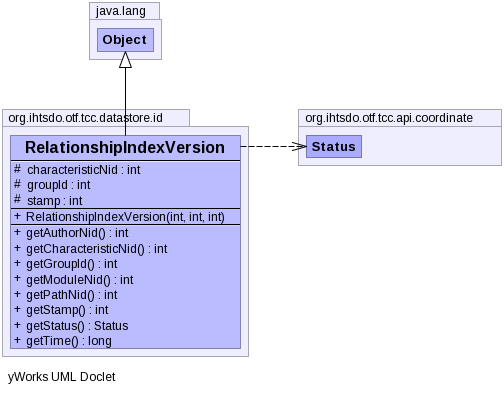 java.lang
Object
org.ihtsdo.otf.tcc.datastore.id
org.ihtsdo.otf.tcc.api.coordinate
RelationshipIndexVersion
Status
# characteristicNid : int
# groupId : int
# stamp : int
+ RelationshipIndexVersion(int, int, int)
+ getAuthorNid() : int
+ getCharacteristicNid() : int
+ getGroupId() : int
+ getModuleNid() : int
+ getPathNid() : int
+ getStamp() : int
+ getStatus() : Status
+ getTime() : long
yWorks UML Doclet